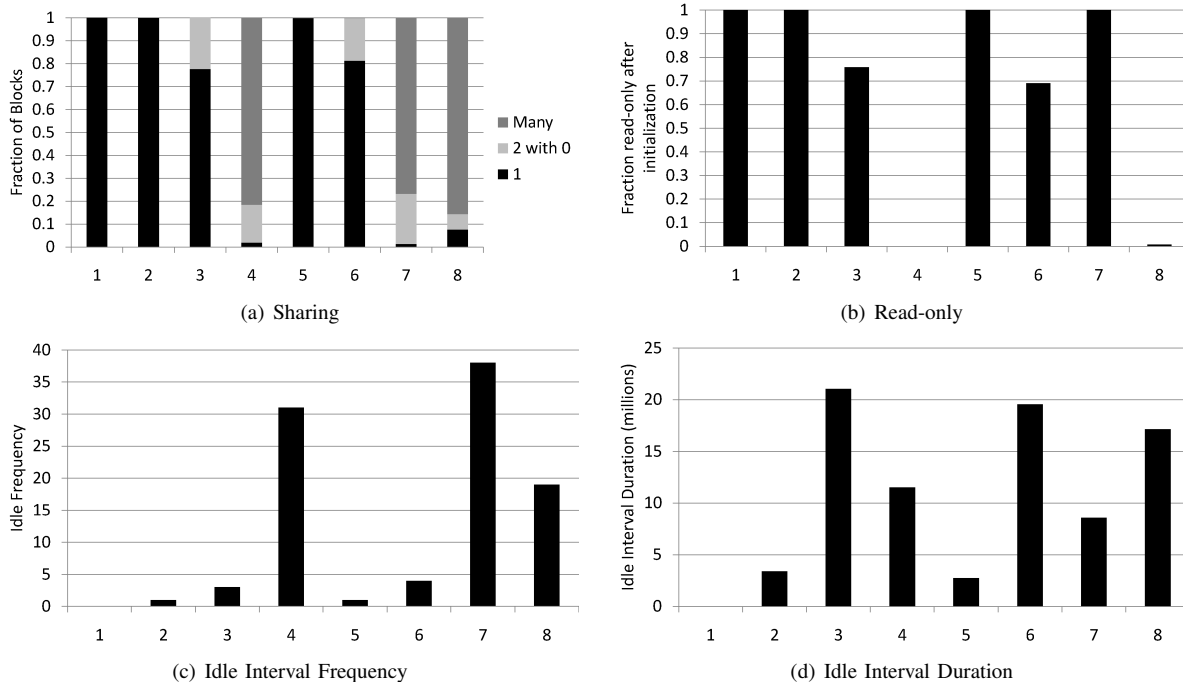 1
0.9
0.8
0.7
0.6
0.5
0.4
0.3
0.2
0.1
0
Fraction of Blocks
1 2 3 4 5 6 7 8
Many
2 with 0
1
(a) Sharing
1
0.9
0.8
0.7
0.6
0.5
0.4
0.3
0.2
0.1
0
Fraction read-only after
initialization
1 2 3 4 5 6 7 8
(b) Read-only
40
35
30
25
20
15
10
5
0
Idle Frequency
1 2 3 4 5 6 7 8
(c) Idle Interval Frequency
25
20
15
10
5
0
Idle Interval Duration (millions)
1 2 3 4 5 6 7 8
(d) Idle Interval Duration